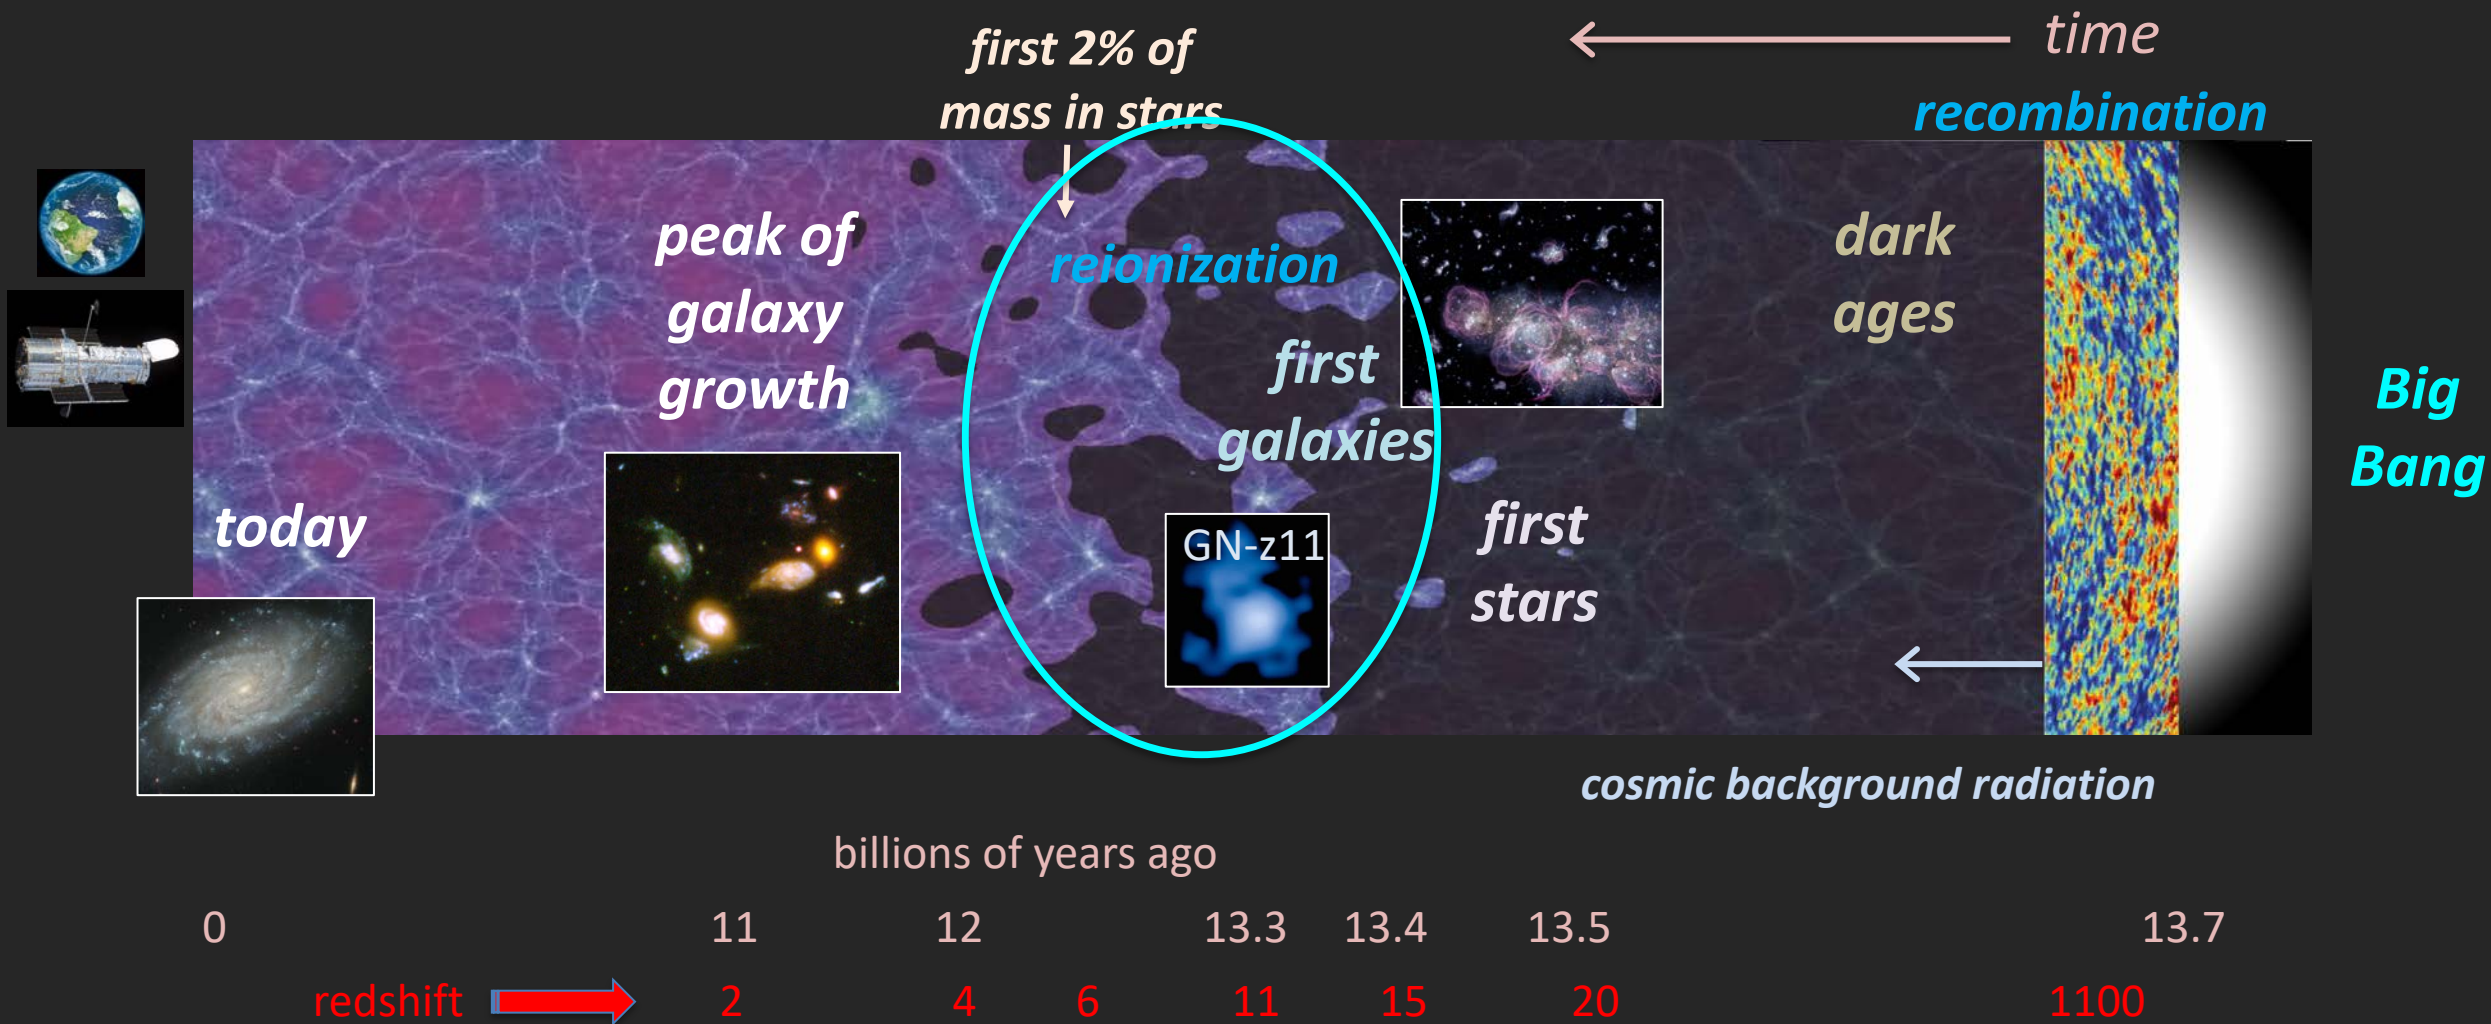 time
first 2% of
mass in stars
recombination
peak of
galaxy
growth
reionization
dark
ages
first
galaxies
Big
Bang
today
GN-z11
first
stars
cosmic background radiation
billions of years ago
0 11 12 13.3 13.4 13.5 13.7
redshift 2 4 6 11 15 20 1100